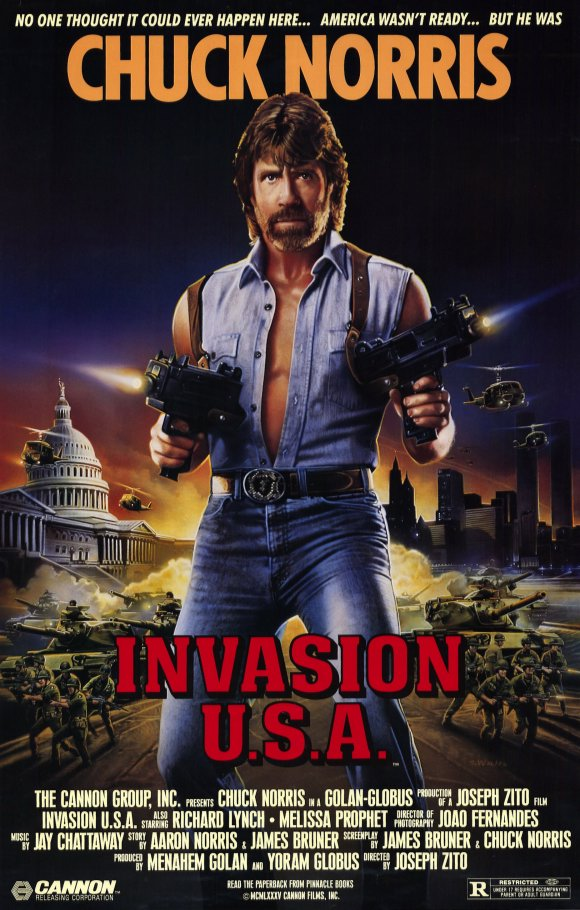 NO ONE THOUGHT IT COULD EVER HAPPEN HERE... AMERICA WASN'T READY... BUT HE WAS
CHUCK NORRIS
INVASION
U.S.A.
TM
THE CANNON GROUP, INC. PRESENTS CHUCK NORRIS IN A GOLAN-GLOBUS PRODUCTION OF A JOSEPH ZITO FILM
INVASION U.S.A. ALSO STARRING RICHARD LYNCH • MELISSA PROPHET DIRECTOR OF PHOTOGRAPHY JOAO FERNANDES
MUSIC BY JAY CHATTAWAY STORY BY AARON NORRIS & JAMES BRUNER SCREENPLAY BY JAMES BRUNER & CHUCK NORRIS
PRODUCED BY MENAHEM GOLAN AND YORAM GLOBUS DIRECTED BY JOSEPH ZITO
READ THE PAPERBACK FROM PINNACLE BOOKS
©MCMLXXXV CANNON FILMS, INC.
CANNON
RELEASING CORPORATION
R RESTRICTED
UNDER 17 REQUIRES ACCOMPANYING
PARENT OR ADULT GUARDIAN